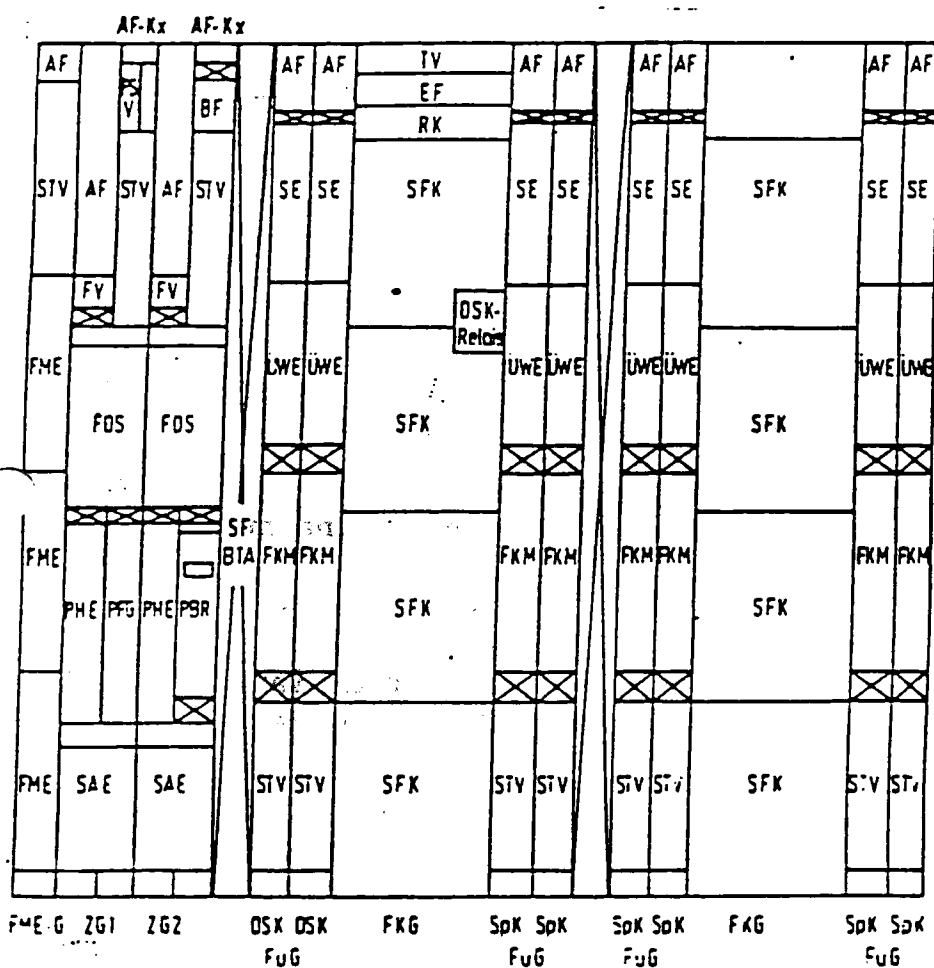 AF-Kx AF-Kx
AF AF AF TV AF AF AF AF AF AF
V BF EF
RK
STV AF STV AF STV SE SE SFK SE SE SE SE SFK SE SE
FV FV
OSK-
Relais
FME ÜWE ÜWE ÜWE ÜWE ÜWE ÜWE ÜWE ÜWE
FOS FOS SFK SFK
SF
FME BTA FKM FKM FKM FKM FKM FKM FKM FKM
PHE PFG PHE PBR SFK SFK
FME SAE SAE STV STV SFK STV STV STV STV SFK STV STV
FME-G ZG1 ZG2 OSK OSK FKG SpK SpK SpK SpK FKG SpK SpK
FuG FuG FuG FuG